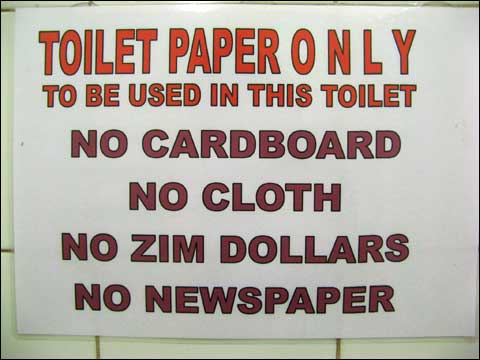 TOILET PAPER O N L Y
TO BE USED IN THIS TOILET
NO CARDBOARD
NO CLOTH
NO ZIM DOLLARS
NO NEWSPAPER